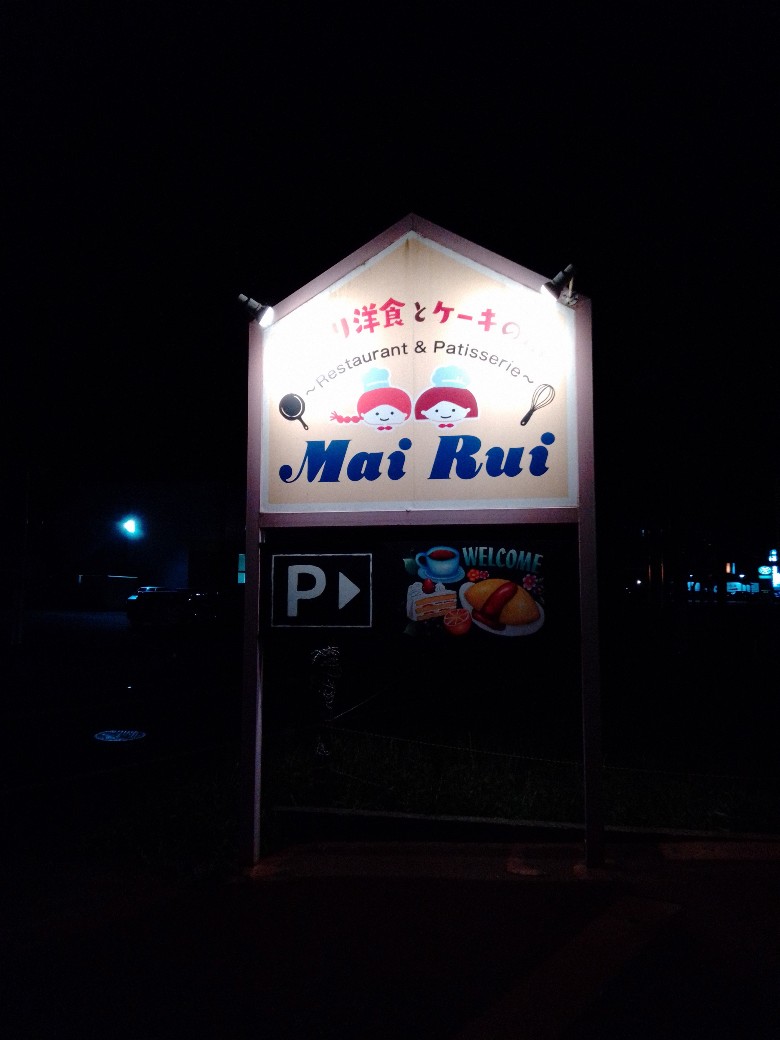 り洋食とケーキの
~Restaurant & Patisserie~
Mai Rui
P
WELCOME